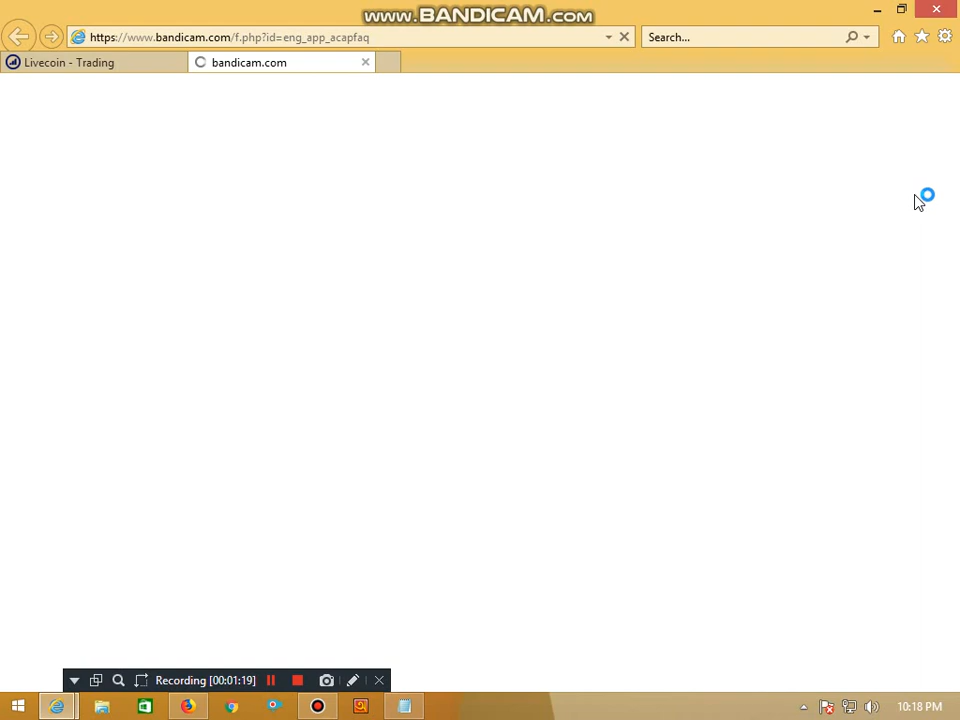 www.BANDICAM.com
https://www.bandicam.com/f.php?id=eng_app_acapfaq
Search...
Livecoin - Trading
bandicam.com
Recording [00:01:19]
10:18 PM